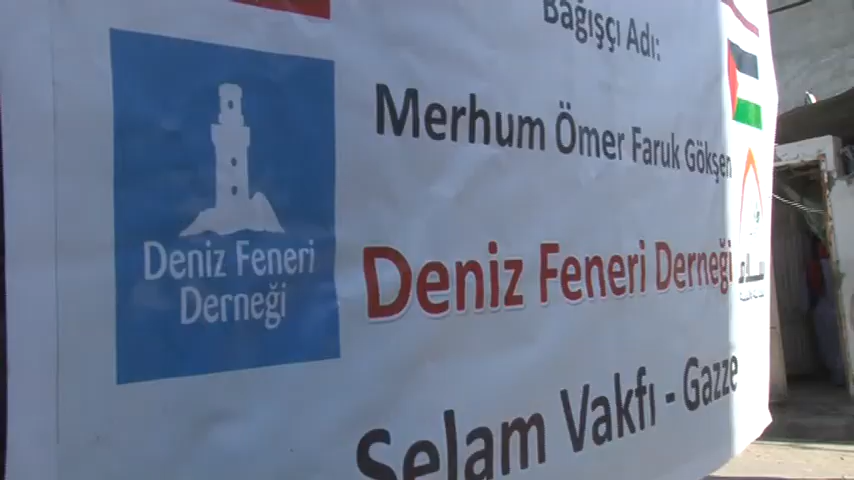 Bağışçı Adı:
Merhum Ömer Faruk Gökşen
Deniz Feneri
Derneği
Deniz Feneri Derneği
Selam Vakfı - Gazze